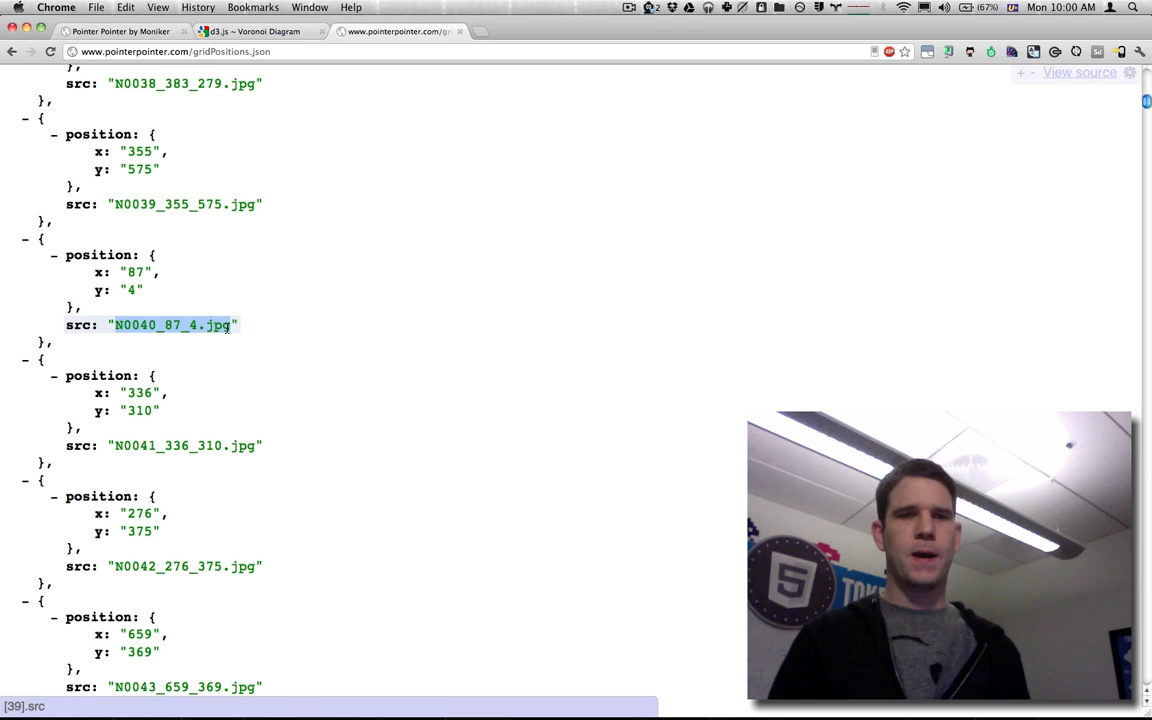 Chrome File Edit View History Bookmarks Window Help 2 (67%) Mon 10:00 AM
Pointer Pointer by Moniker d3.js ~ Voronoi Diagram www.pointerpointer.com/gr
www.pointerpointer.com/gridPositions.json
},
+ - View source
src: "N0038_383_279.jpg"
},
- {
- position: {
x: "355",
y: "575"
},
src: "N0039_355_575.jpg"
},
- {
- position: {
x: "87",
y: "4"
},
src: "N0040_87_4.jpg"
},
- {
- position: {
x: "336",
y: "310"
},
src: "N0041_336_310.jpg"
},
- {
- position: {
x: "276",
y: "375"
},
src: "N0042_276_375.jpg"
},
- {
- position: {
x: "659",
y: "369"
},
src: "N0043_659_369.jpg"
[39].src
5